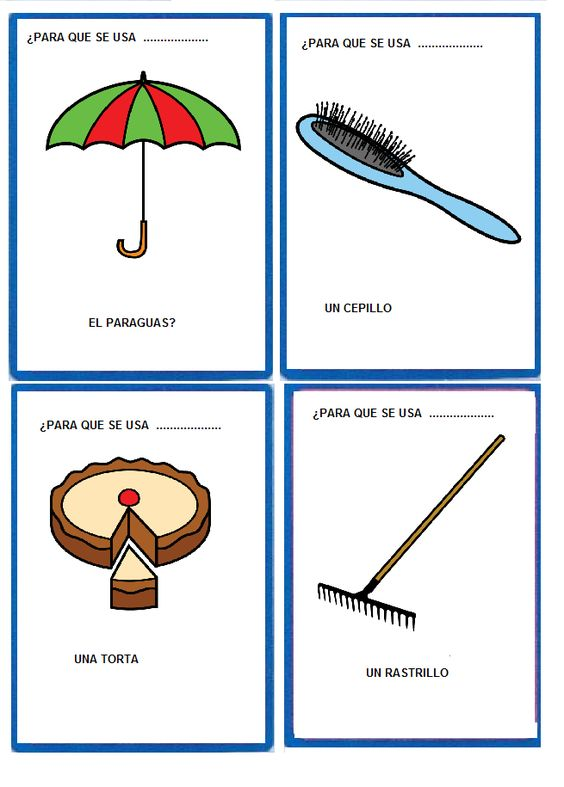 ¿PARA QUE SE USA ...................
EL PARAGUAS?
¿PARA QUE SE USA ...................
UN CEPILLO
¿PARA QUE SE USA ...................
UNA TORTA
¿PARA QUE SE USA ...................
UN RASTRILLO